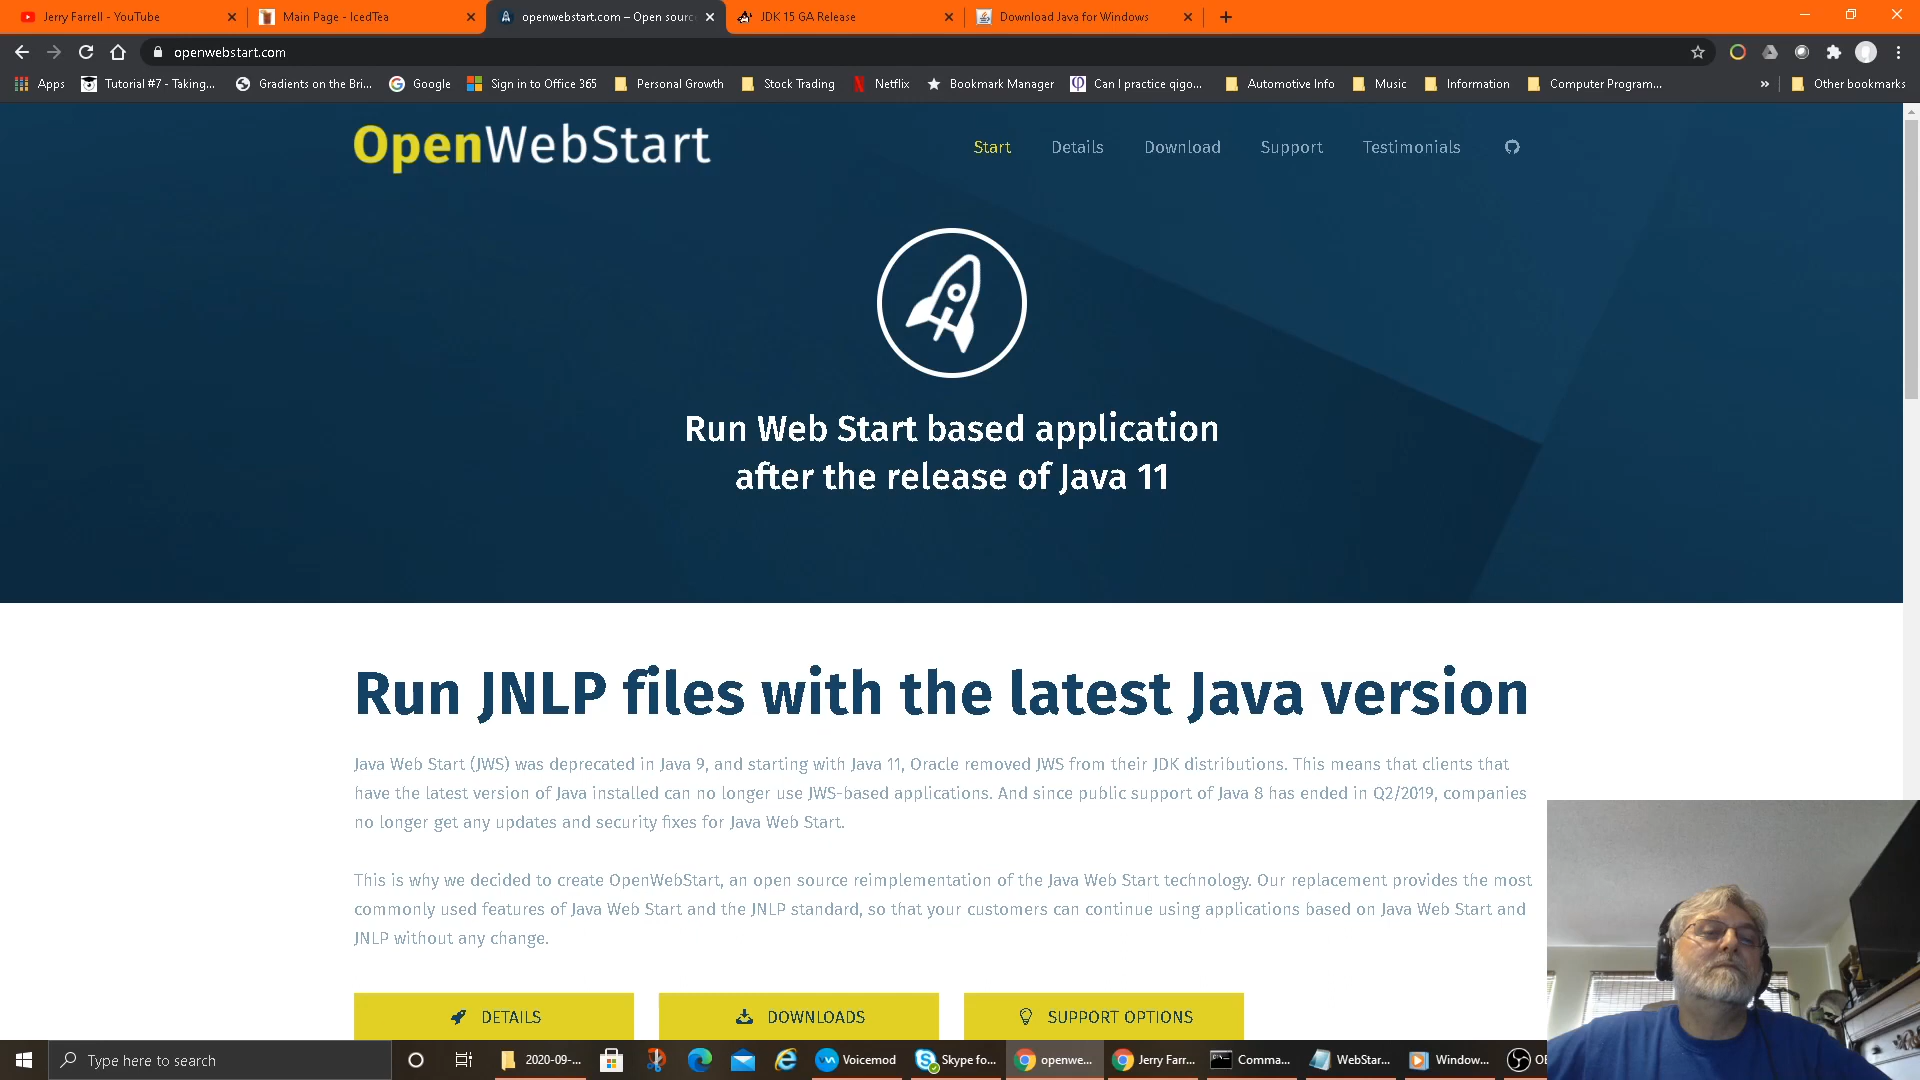 Jerry Farrell - YouTube
Main Page - IcedTea
openwebstart.com – Open sourc
JDK 15 GA Release
Download Java for Windows
openwebstart.com
Apps
Tutorial #7 - Taking...
Gradients on the Bri...
Google
Sign in to Office 365
Personal Growth
Stock Trading
Netflix
Bookmark Manager
Can I practice qigo...
Automotive Info
Music
Information
Computer Program...
»
Other bookmarks
OpenWebStart
Start
Details
Download
Support
Testimonials
Run Web Start based application
after the release of Java 11
Run JNLP files with the latest Java version
Java Web Start (JWS) was deprecated in Java 9, and starting with Java 11, Oracle removed JWS from their JDK distributions. This means that clients that
have the latest version of Java installed can no longer use JWS-based applications. And since public support of Java 8 has ended in Q2/2019, companies
no longer get any updates and security fixes for Java Web Start.
This is why we decided to create OpenWebStart, an open source reimplementation of the Java Web Start technology. Our replacement provides the most
commonly used features of Java Web Start and the JNLP standard, so that your customers can continue using applications based on Java Web Start and
JNLP without any change.
DETAILS
DOWNLOADS
SUPPORT OPTIONS
Type here to search
2020-09-...
Voicemod
Skype fo...
openwe...
Jerry Farr...
Comma...
WebStar...
Window...
OB